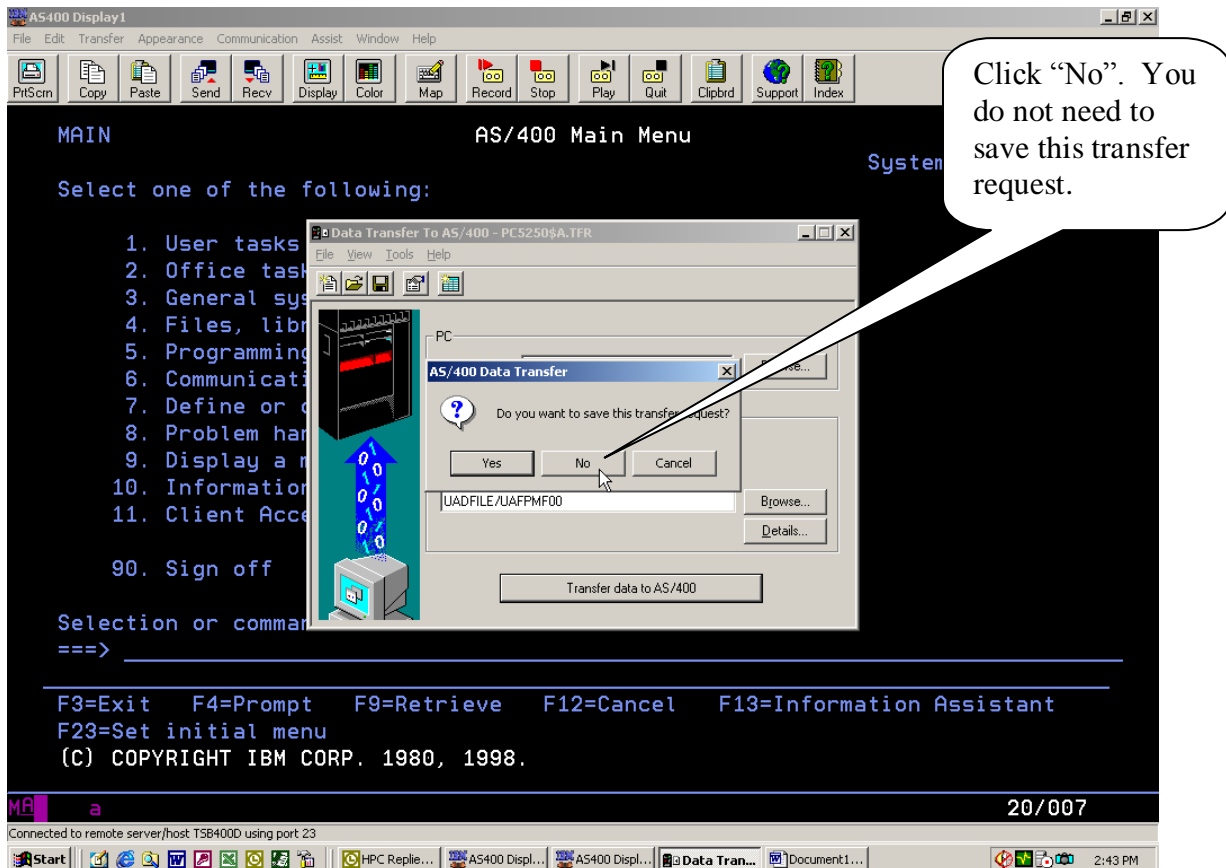 AS400 Display1
File Edit Transfer Appearance Communication Assist Window Help
PrtScrn Copy Paste Send Recv Display Color Map Record Stop Play Quit Clipbrd Support Index
Click “No”. You
do not need to
save this transfer
request.
MAIN AS/400 Main Menu
System
Select one of the following:
1. User tasks
2. Office task
3. General sys
4. Files, libr
5. Programming
6. Communicati
7. Define or
8. Problem har
9. Display a
10. Information
11. Client Acce
90. Sign off
Selection or comman
===>
Data Transfer To AS/400 - PC5250$A.TFR
File View Tools Help
PC
AS/400 Data Transfer
Do you want to save this transfer request?
Yes No Cancel
UADFILE/UAFPMF00 Browse...
Details...
Transfer data to AS/400
F3=Exit F4=Prompt F9=Retrieve F12=Cancel F13=Information Assistant
F23=Set initial menu
(C) COPYRIGHT IBM CORP. 1980, 1998.
MA a 20/007
Connected to remote server/host TSB400D using port 23
Start HPC Replie... AS400 Displ... AS400 Displ... Data Tran... Document1... 2:43 PM